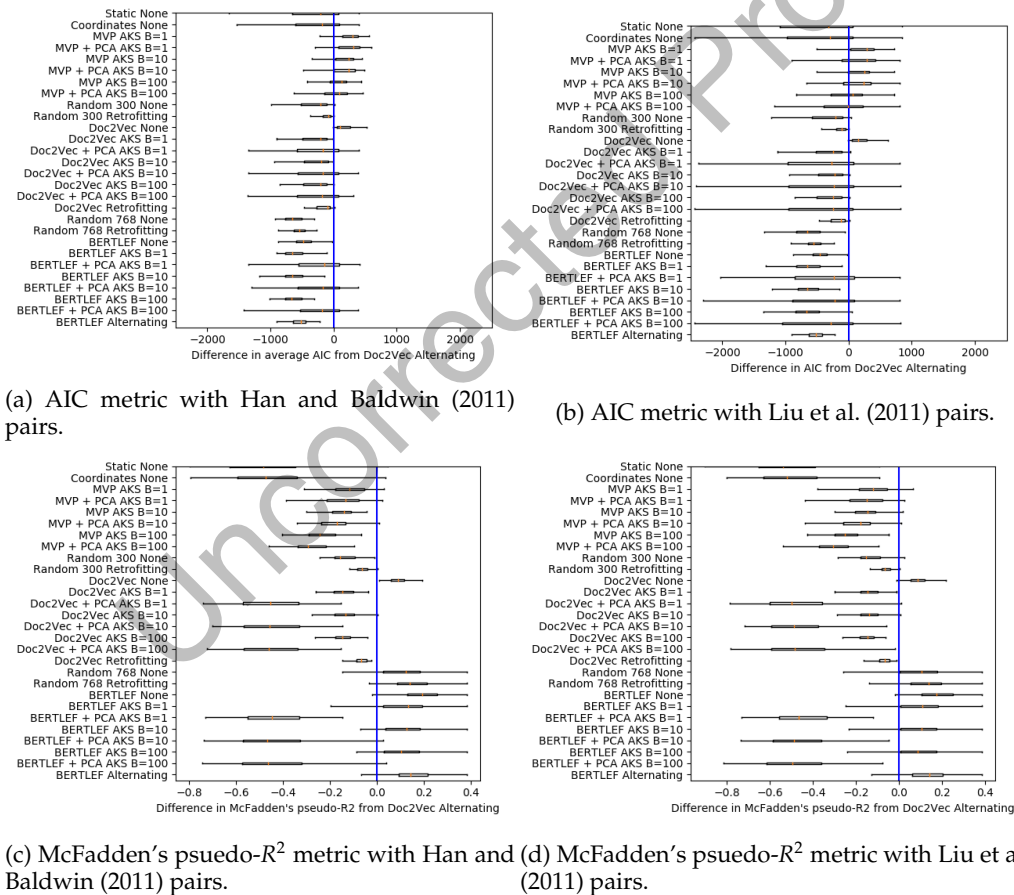 Static None
Coordinates None
MVP AKS B=1
MVP + PCA AKS B=1
MVP AKS B=10
MVP + PCA AKS B=10
MVP AKS B=100
MVP + PCA AKS B=100
Random 300 None
Random 300 Retrofitting
Doc2Vec None
Doc2Vec AKS B=1
Doc2Vec + PCA AKS B=1
Doc2Vec AKS B=10
Doc2Vec + PCA AKS B=10
Doc2Vec AKS B=100
Doc2Vec + PCA AKS B=100
Doc2Vec Retrofitting
Random 768 None
Random 768 Retrofitting
BERTLEF None
BERTLEF AKS B=1
BERTLEF + PCA AKS B=1
BERTLEF AKS B=10
BERTLEF + PCA AKS B=10
BERTLEF AKS B=100
BERTLEF + PCA AKS B=100
BERTLEF Alternating
−2000 −1000 0 1000 2000
Difference in average AIC from Doc2Vec Alternating
(a) AIC metric with Han and Baldwin (2011)
pairs.
Static None
Coordinates None
MVP AKS B=1
MVP + PCA AKS B=1
MVP AKS B=10
MVP + PCA AKS B=10
MVP AKS B=100
MVP + PCA AKS B=100
Random 300 None
Random 300 Retrofitting
Doc2Vec None
Doc2Vec AKS B=1
Doc2Vec + PCA AKS B=1
Doc2Vec AKS B=10
Doc2Vec + PCA AKS B=10
Doc2Vec AKS B=100
Doc2Vec + PCA AKS B=100
Doc2Vec Retrofitting
Random 768 None
Random 768 Retrofitting
BERTLEF None
BERTLEF AKS B=1
BERTLEF + PCA AKS B=1
BERTLEF AKS B=10
BERTLEF + PCA AKS B=10
BERTLEF AKS B=100
BERTLEF + PCA AKS B=100
BERTLEF Alternating
−2000 −1000 0 1000 2000
Difference in AIC from Doc2Vec Alternating
(b) AIC metric with Liu et al. (2011) pairs.
Static None
Coordinates None
MVP AKS B=1
MVP + PCA AKS B=1
MVP AKS B=10
MVP + PCA AKS B=10
MVP AKS B=100
MVP + PCA AKS B=100
Random 300 None
Random 300 Retrofitting
Doc2Vec None
Doc2Vec AKS B=1
Doc2Vec + PCA AKS B=1
Doc2Vec AKS B=10
Doc2Vec + PCA AKS B=10
Doc2Vec AKS B=100
Doc2Vec + PCA AKS B=100
Doc2Vec Retrofitting
Random 768 None
Random 768 Retrofitting
BERTLEF None
BERTLEF AKS B=1
BERTLEF + PCA AKS B=1
BERTLEF AKS B=10
BERTLEF + PCA AKS B=10
BERTLEF AKS B=100
BERTLEF + PCA AKS B=100
BERTLEF Alternating
−0.8 −0.6 −0.4 −0.2 0.0 0.2 0.4
Difference in McFadden's pseudo-R2 from Doc2Vec Alternating
(c) McFadden's psuedo-R² metric with Han and
Baldwin (2011) pairs.
Static None
Coordinates None
MVP AKS B=1
MVP + PCA AKS B=1
MVP AKS B=10
MVP + PCA AKS B=10
MVP AKS B=100
MVP + PCA AKS B=100
Random 300 None
Random 300 Retrofitting
Doc2Vec None
Doc2Vec AKS B=1
Doc2Vec + PCA AKS B=1
Doc2Vec AKS B=10
Doc2Vec + PCA AKS B=10
Doc2Vec AKS B=100
Doc2Vec + PCA AKS B=100
Doc2Vec Retrofitting
Random 768 None
Random 768 Retrofitting
BERTLEF None
BERTLEF AKS B=1
BERTLEF + PCA AKS B=1
BERTLEF AKS B=10
BERTLEF + PCA AKS B=10
BERTLEF AKS B=100
BERTLEF + PCA AKS B=100
BERTLEF Alternating
−0.8 −0.6 −0.4 −0.2 0.0 0.2 0.4
Difference in McFadden's pseudo-R2 from Doc2Vec Alternating
(d) McFadden's psuedo-R² metric with Liu et a
(2011) pairs.
Uncorrected Pro